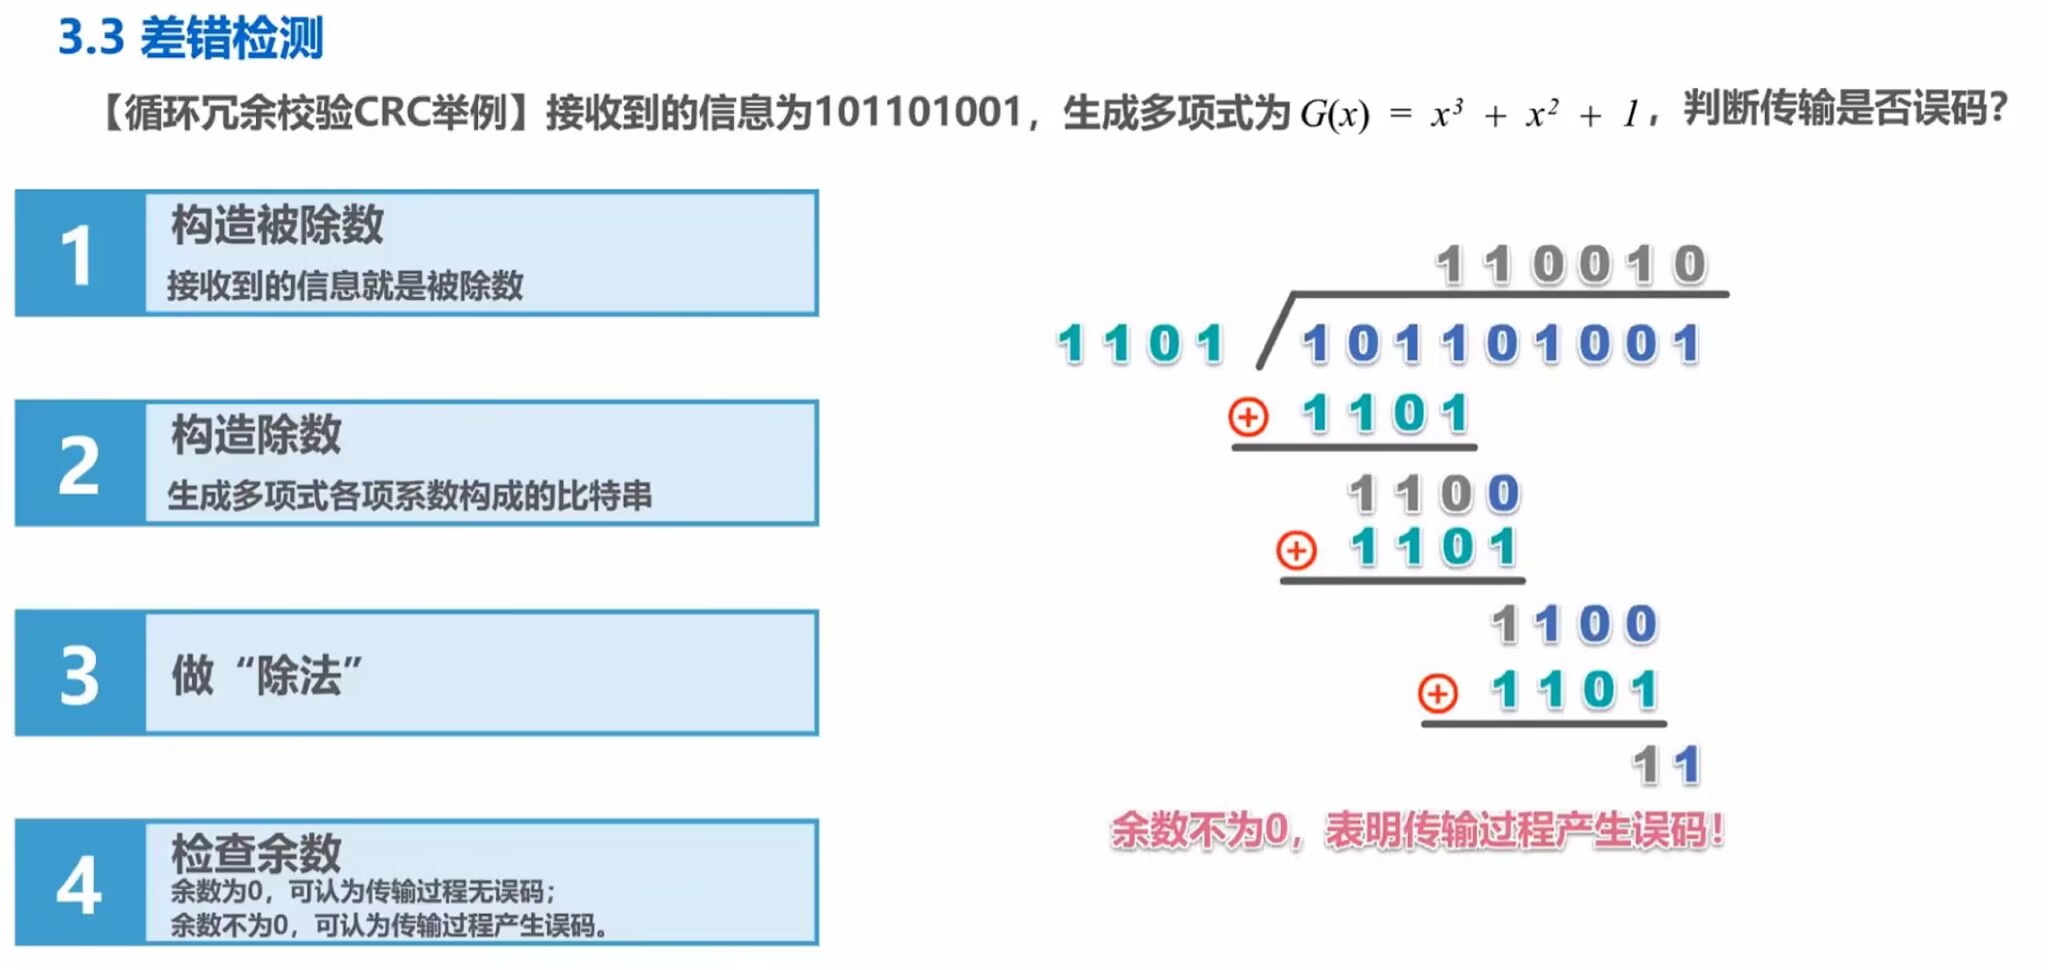 3.3 差错检测
【循环冗余校验CRC举例】接收到的信息为101101001，生成多项式为 G(x) = x³ + x² + 1，判断传输是否误码？
1
构造被除数
接收到的信息就是被除数
2
构造除数
生成多项式各项系数构成的比特串
3
做“除法”
4
检查余数
余数为0，可认为传输过程无误码；
余数不为0，可认为传输过程产生误码。
110010
1101 101101001
⊕ 1101
1100
⊕ 1101
1100
⊕ 1101
11
余数不为0，表明传输过程产生误码！